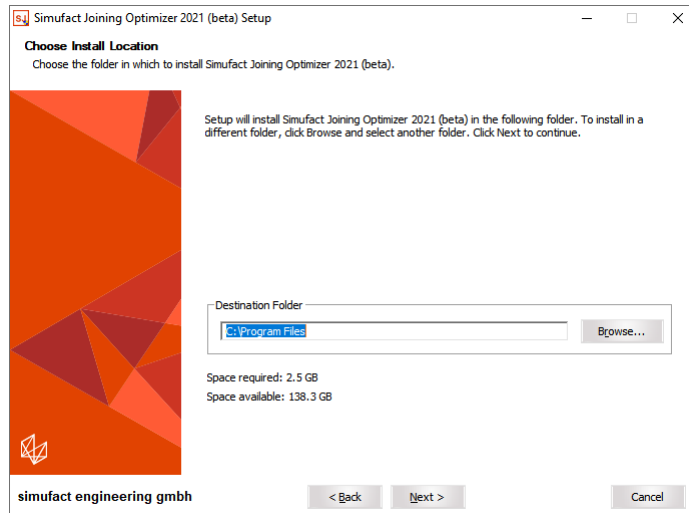 Simufact Joining Optimizer 2021 (beta) Setup
Choose Install Location
Choose the folder in which to install Simufact Joining Optimizer 2021 (beta).
Setup will install Simufact Joining Optimizer 2021 (beta) in the following folder. To install in a
different folder, click Browse and select another folder. Click Next to continue.
Destination Folder
C:\Program Files
Browse...
Space required: 2.5 GB
Space available: 138.3 GB
simufact engineering gmbh
< Back
Next >
Cancel